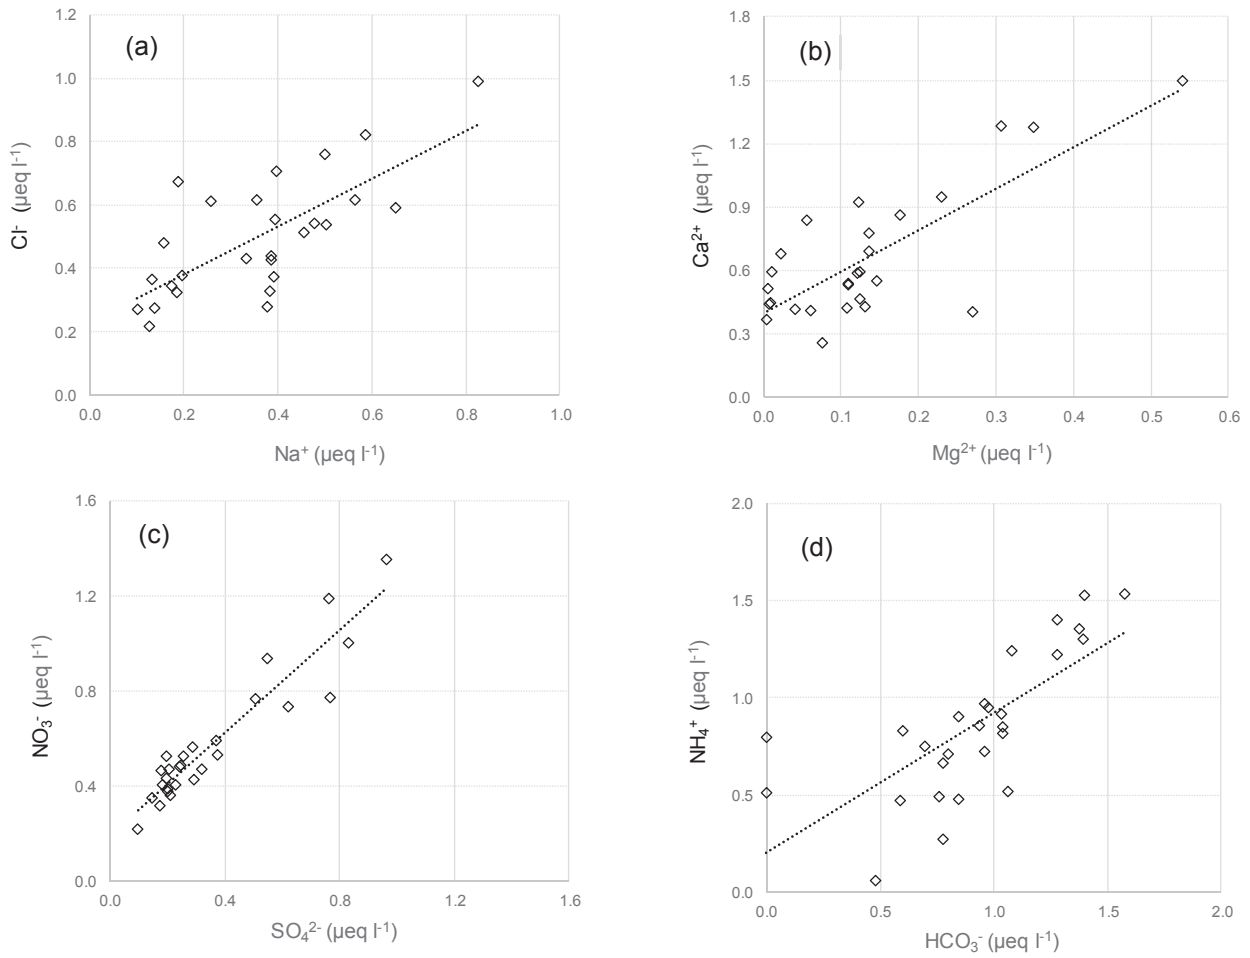 (a)
1.2
1.0
0.8
0.6
0.4
0.2
0.0
Cl⁻ (µeq l⁻¹)
0.0 0.2 0.4 0.6 0.8 1.0
Na⁺ (µeq l⁻¹)
(b)
1.8
1.5
1.2
0.9
0.6
0.3
0.0
Ca²⁺ (µeq l⁻¹)
0.0 0.1 0.2 0.3 0.4 0.5 0.6
Mg²⁺ (µeq l⁻¹)
(c)
1.6
1.2
0.8
0.4
0.0
NO₃⁻ (µeq l⁻¹)
0.0 0.4 0.8 1.2 1.6
SO₄²⁻ (µeq l⁻¹)
(d)
2.0
1.5
1.0
0.5
0.0
NH₄⁺ (µeq l⁻¹)
0.0 0.5 1.0 1.5 2.0
HCO₃⁻ (µeq l⁻¹)